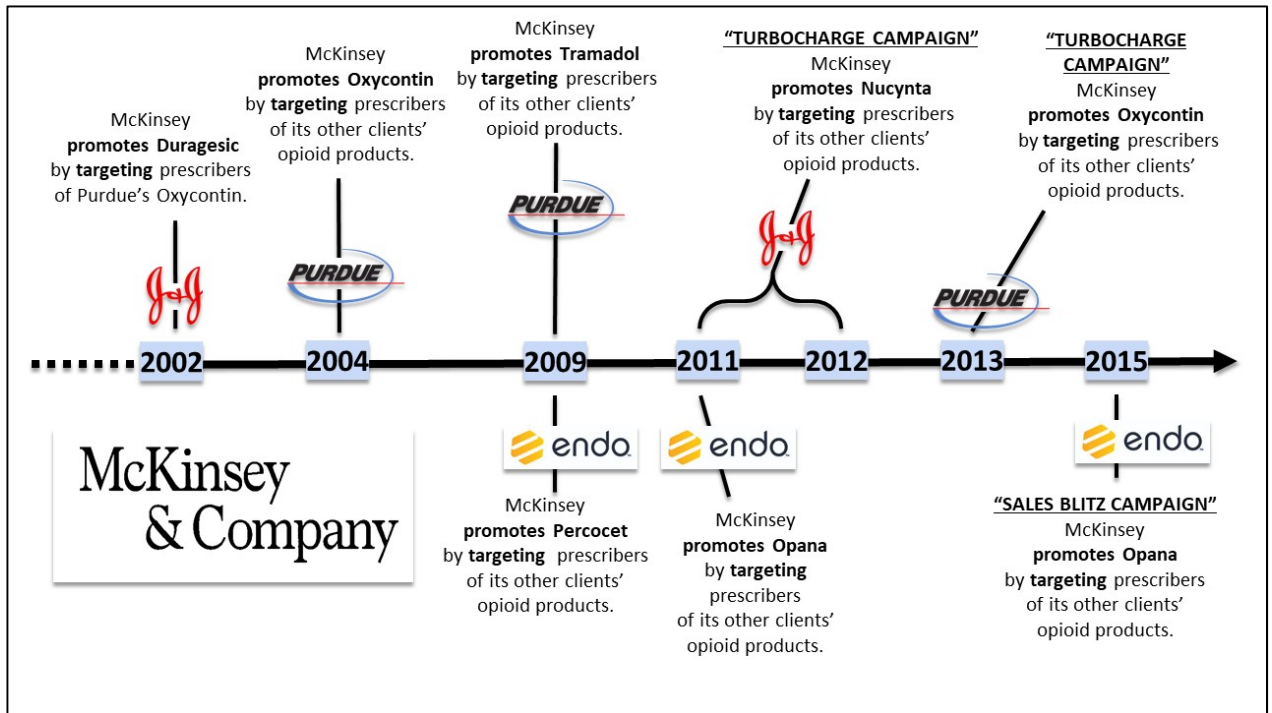 McKinsey
promotes Duragesic
by targeting prescribers
of Purdue's Oxycontin.
J&J
McKinsey
promotes Oxycontin
by targeting prescribers
of its other clients'
opioid products.
PURDUE
McKinsey
promotes Tramadol
by targeting prescribers
of its other clients'
opioid products.
PURDUE
“TURBOCHARGE CAMPAIGN”
McKinsey
promotes Nucynta
by targeting prescribers
of its other clients'
opioid products.
J&J
“TURBOCHARGE
CAMPAIGN”
McKinsey
promotes Oxycontin
by targeting prescribers
of its other clients'
opioid products.
PURDUE
2002 2004 2009 2011 2012 2013 2015
McKinsey
& Company
endo
McKinsey
promotes Percocet
by targeting prescribers
of its other clients'
opioid products.
endo
McKinsey
promotes Opana
by targeting
prescribers
of its other clients'
opioid products.
endo
“SALES BLITZ CAMPAIGN”
McKinsey
promotes Opana
by targeting prescribers
of its other clients'
opioid products.